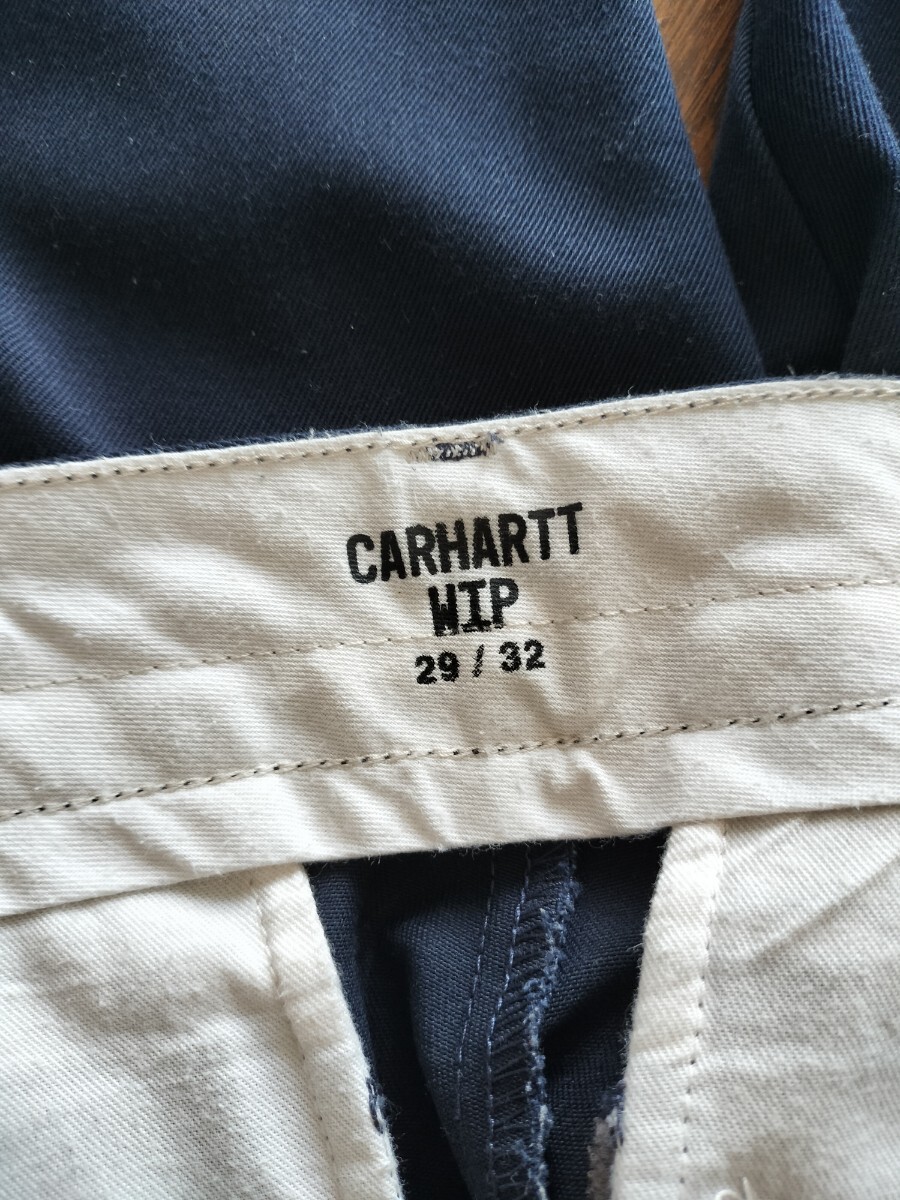 CARHARTT
WIP
29 / 32